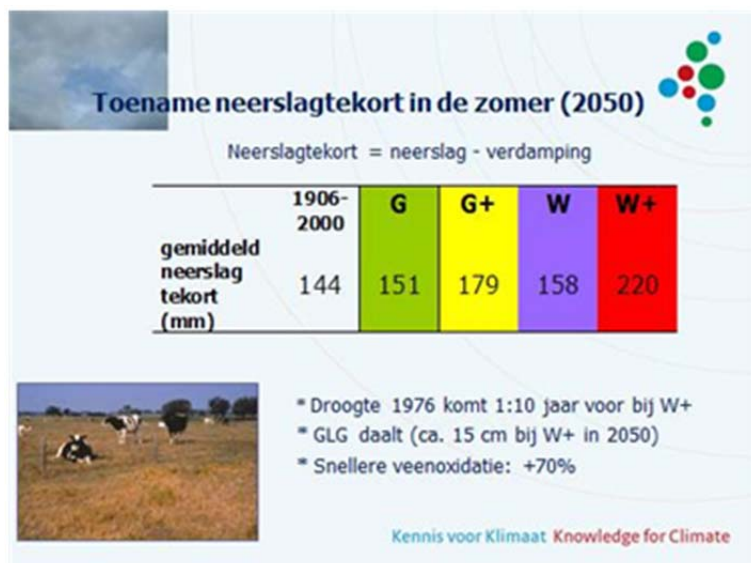 Toename neerslagtekort in de zomer (2050)
Neerslagtekort = neerslag - verdamping
1906-
2000
G
G+
W
W+
gemiddeld
neerslag
tekort
(mm)
144
151
179
158
220
* Droogte 1976 komt 1:10 jaar voor bij W+
* GLG daalt (ca. 15 cm bij W+ in 2050)
* Snellere veenoxidatie: +70%
Kennis voor Klimaat Knowledge for Climate